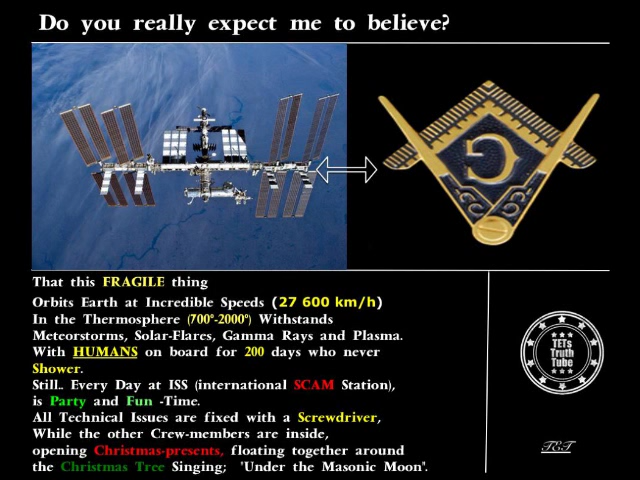 Do you really expect me to believe?
That this FRAGILE thing
Orbits Earth at Incredible Speeds (27 600 km/h)
In the Thermosphere (700°-2000°) Withstands
Meteorstorms, Solar-Flares, Gamma Rays and Plasma.
With HUMANS on board for 200 days who never
Shower.
Still.. Every Day at ISS (international SCAM Station),
is Party and Fun -Time.
All Technical Issues are fixed with a Screwdriver,
While the other Crew-members are inside,
opening Christmas-presents, floating together around
the Christmas Tree Singing; "Under the Masonic Moon".
TETs
Truth
Tube
TET